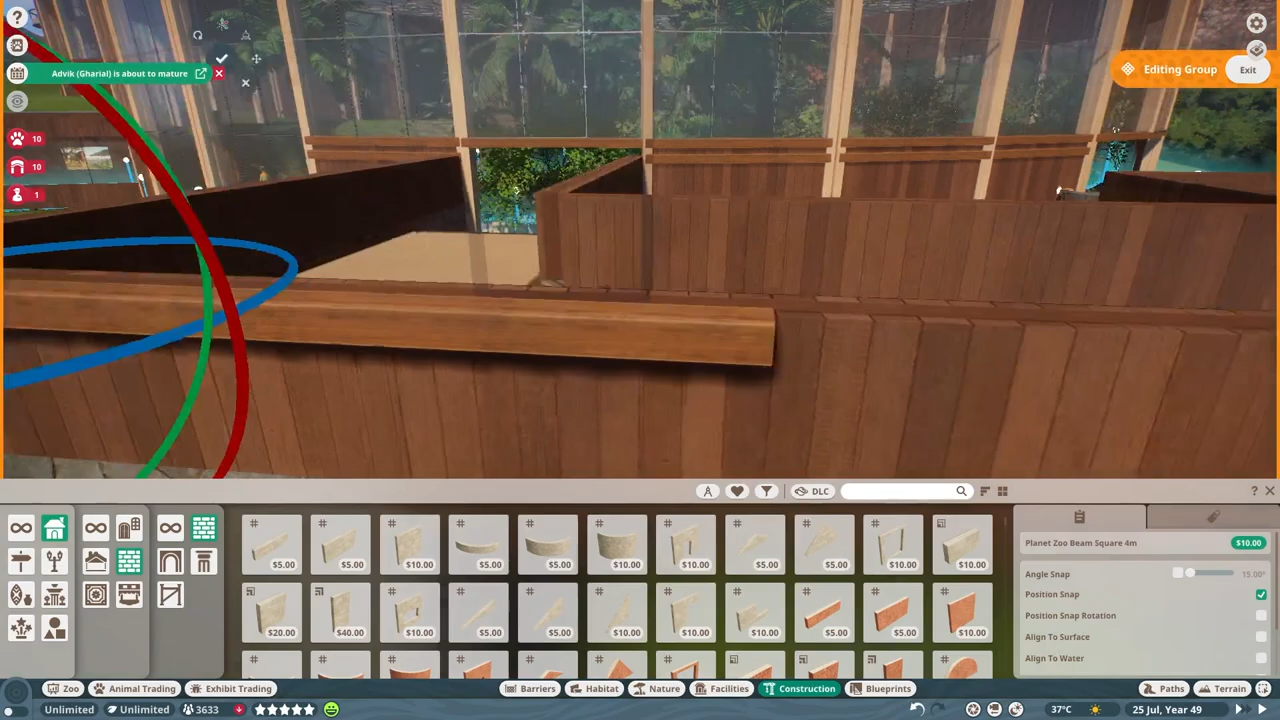 ?
Advik (Gharial) is about to mature
Editing Group
Exit
10
10
1
DLC
?
$5.00
$5.00
$10.00
$5.00
$5.00
$10.00
$10.00
$5.00
$5.00
$10.00
$10.00
$20.00
$40.00
$10.00
$5.00
$5.00
$10.00
$10.00
$10.00
$5.00
$5.00
$10.00
Planet Zoo Beam Square 4m
$10.00
Angle Snap
15.00°
Position Snap
Position Snap Rotation
Align To Surface
Align To Water
Zoo
Animal Trading
Exhibit Trading
Barriers
Habitat
Nature
Facilities
Construction
Blueprints
Paths
Terrain
Unlimited
Unlimited
3633
37°C
25 Jul, Year 49